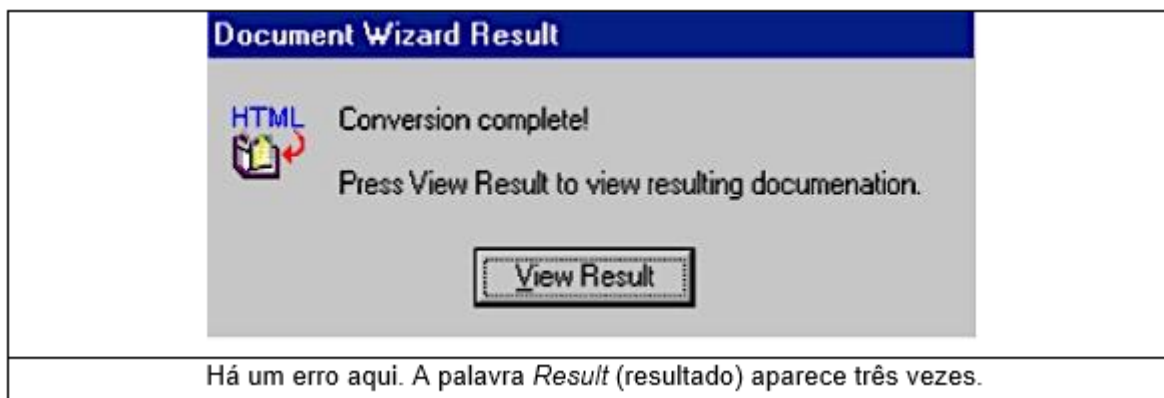 Document Wizard Result
HTML
Conversion complete!
Press View Result to view resulting documenation.
View Result
Há um erro aqui. A palavra Result (resultado) aparece três vezes.